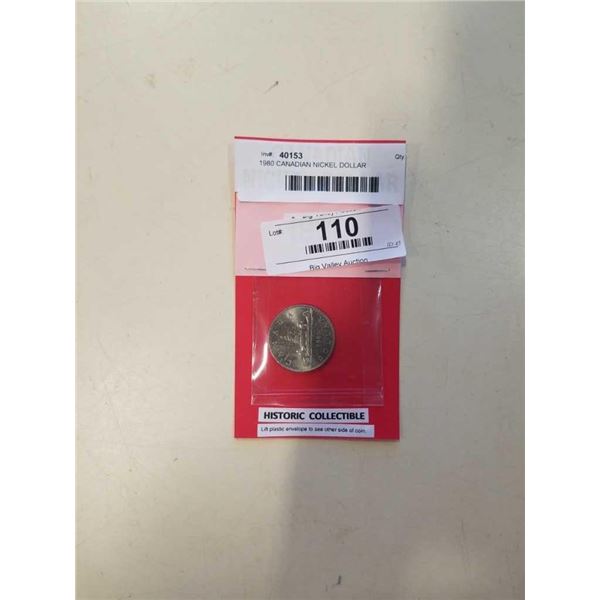 Inv#: 40153 Qty
1980 CANADIAN NICKEL DOLLAR
Lot#: 110
Big Valley Auction
HISTORIC COLLECTIBLE
Lift plastic envelope to see other side of coin.